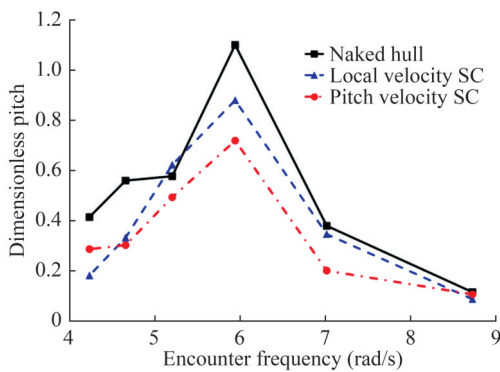 1.2
1.0
0.8
0.6
0.4
0.2
0
Dimensionless pitch
Naked hull
Local velocity SC
Pitch velocity SC
4 5 6 7 8 9
Encounter frequency (rad/s)